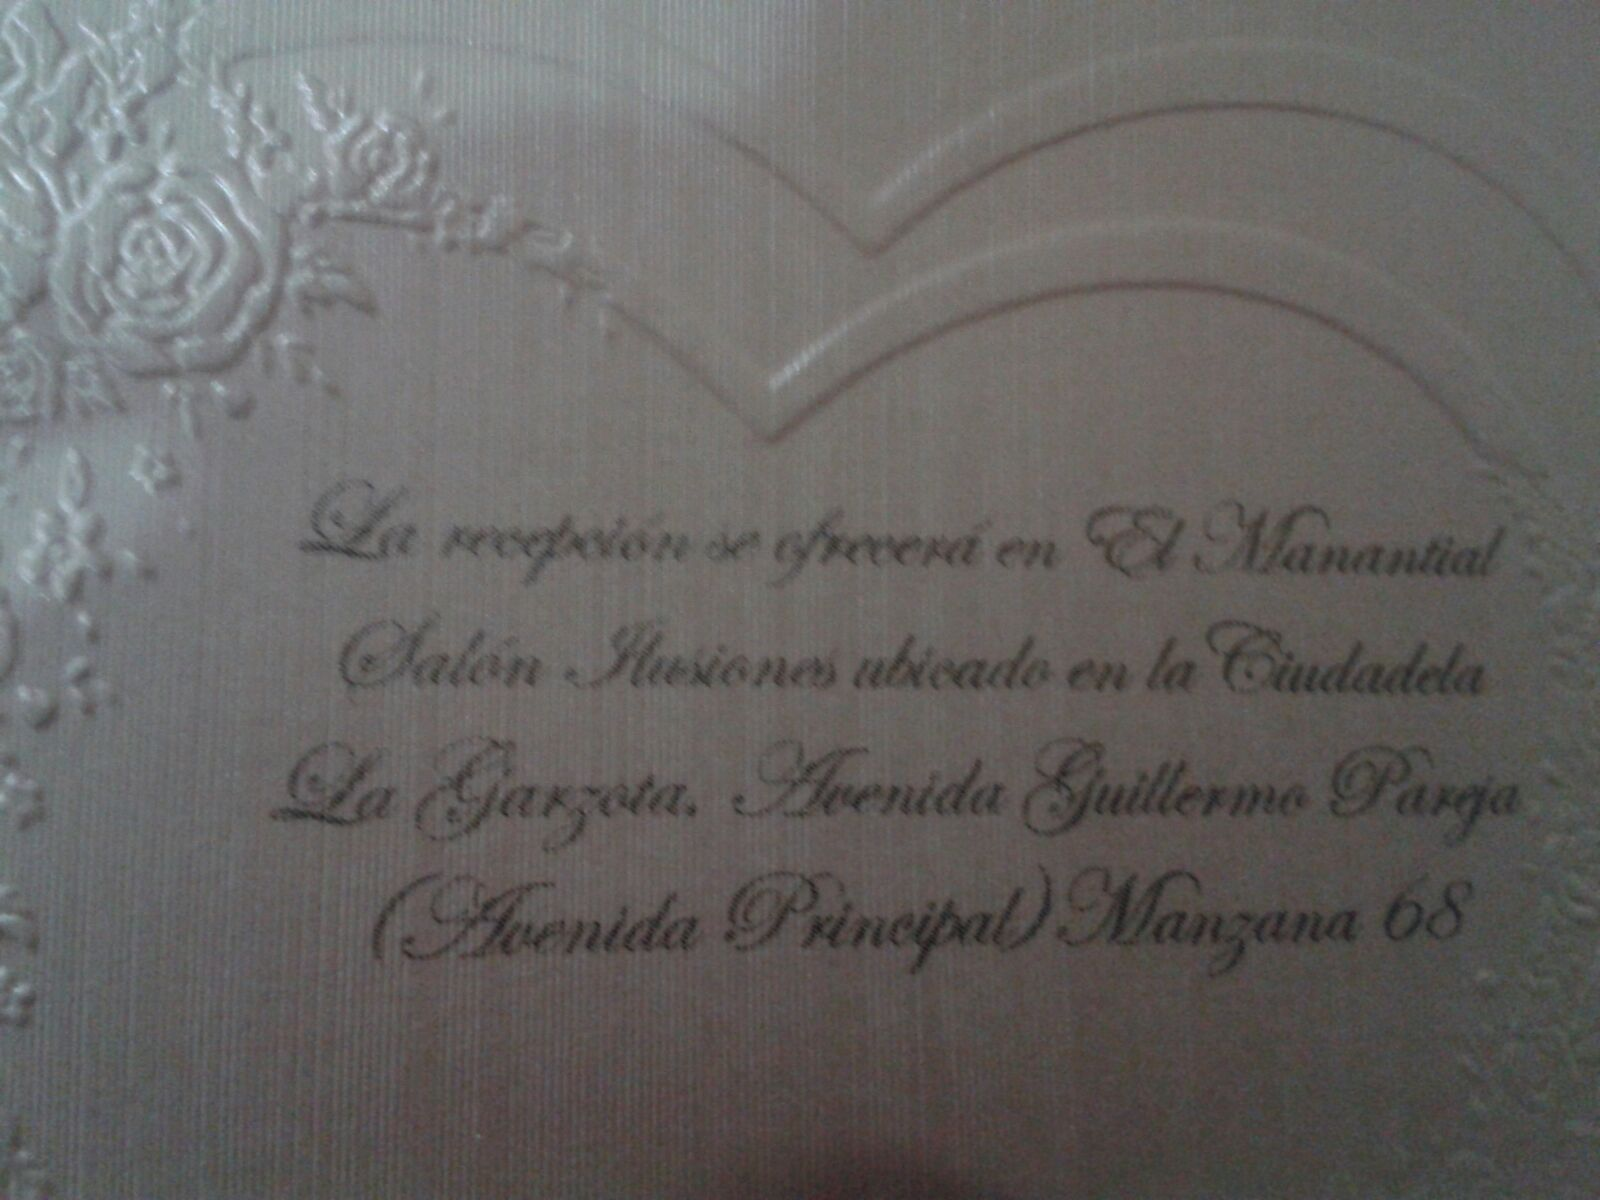 La recepción se ofrecerá en El Manantial
Salón Ilusiones ubicado en la Ciudadela
La Garzota. Avenida Guillermo Pareja
(Avenida Principal) Manzana 68